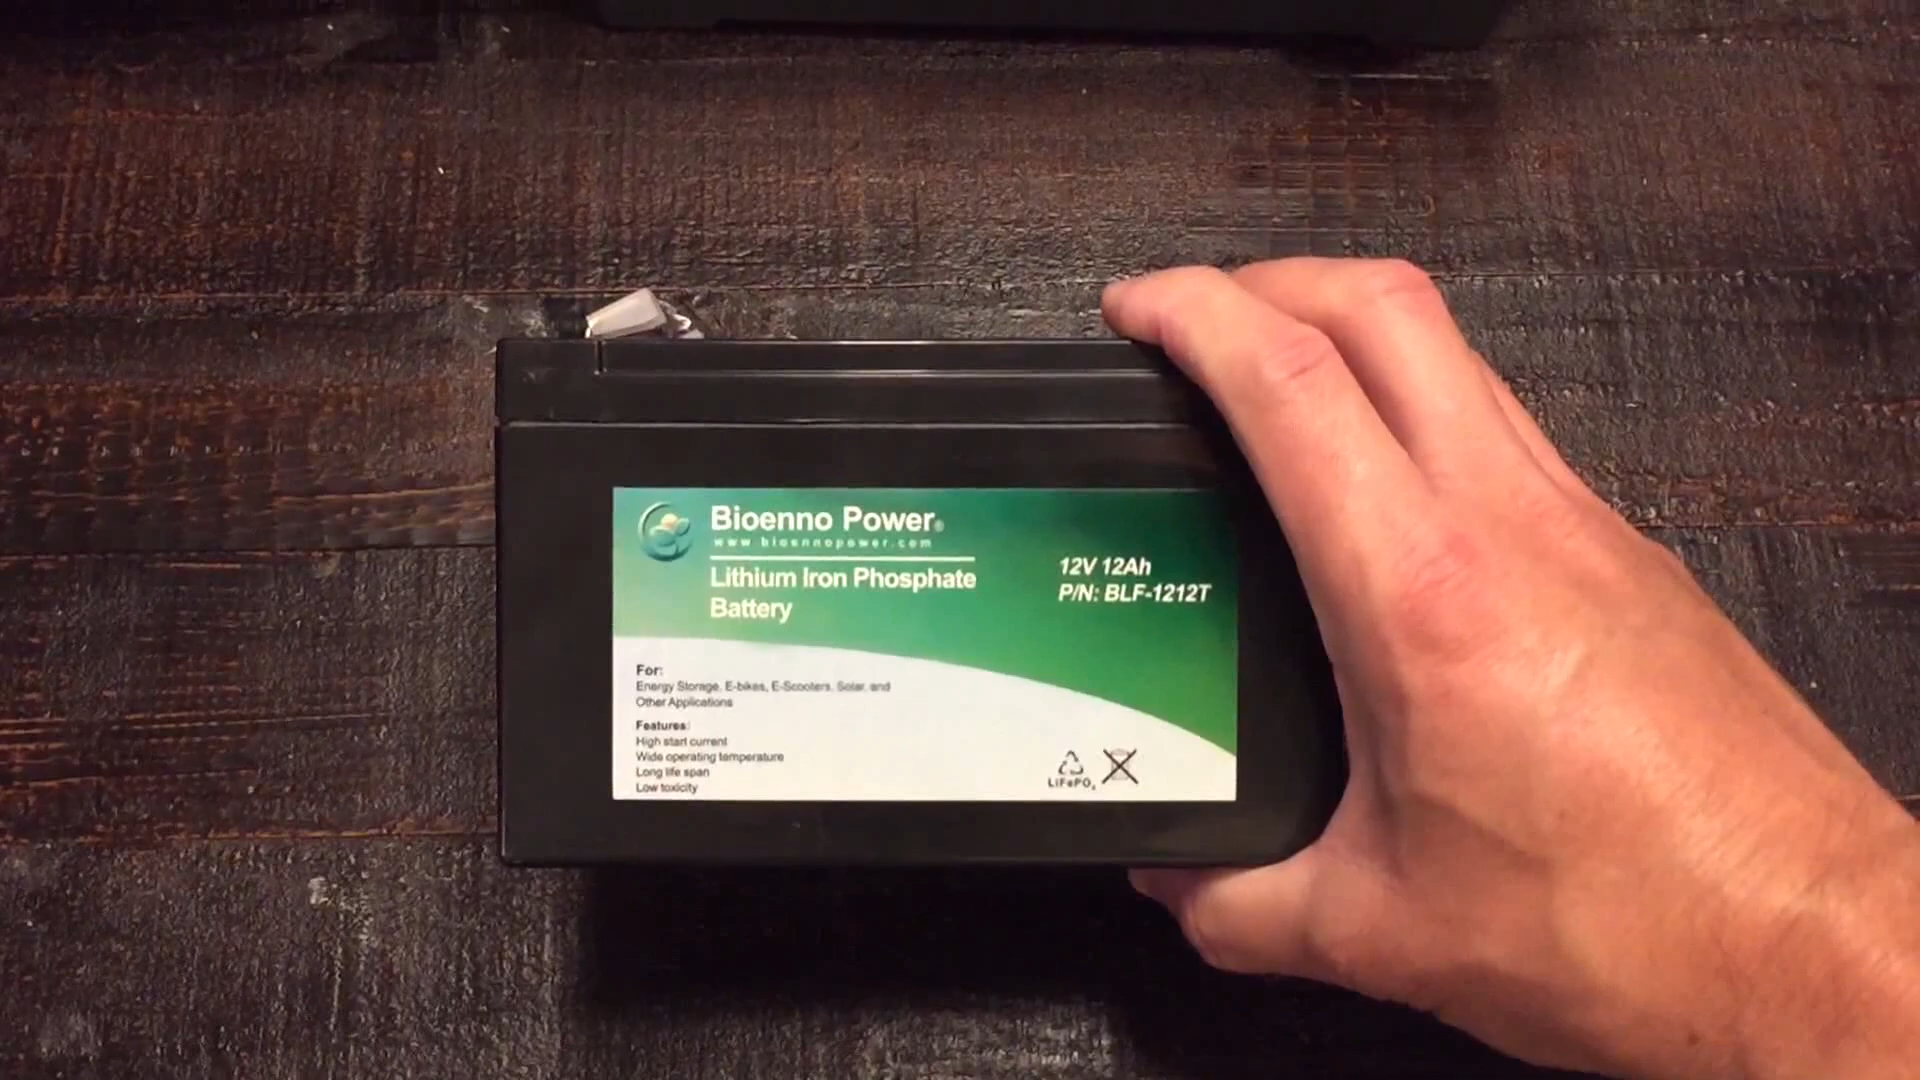 Bioenno Power®
www.bioennopower.com
Lithium Iron Phosphate
Battery
12V 12Ah
P/N: BLF-1212T
For:
Energy Storage, E-bikes, E-Scooters, Solar, and
Other Applications
Features:
High start current
Wide operating temperature
Long life span
Low toxicity
LiFePO₄